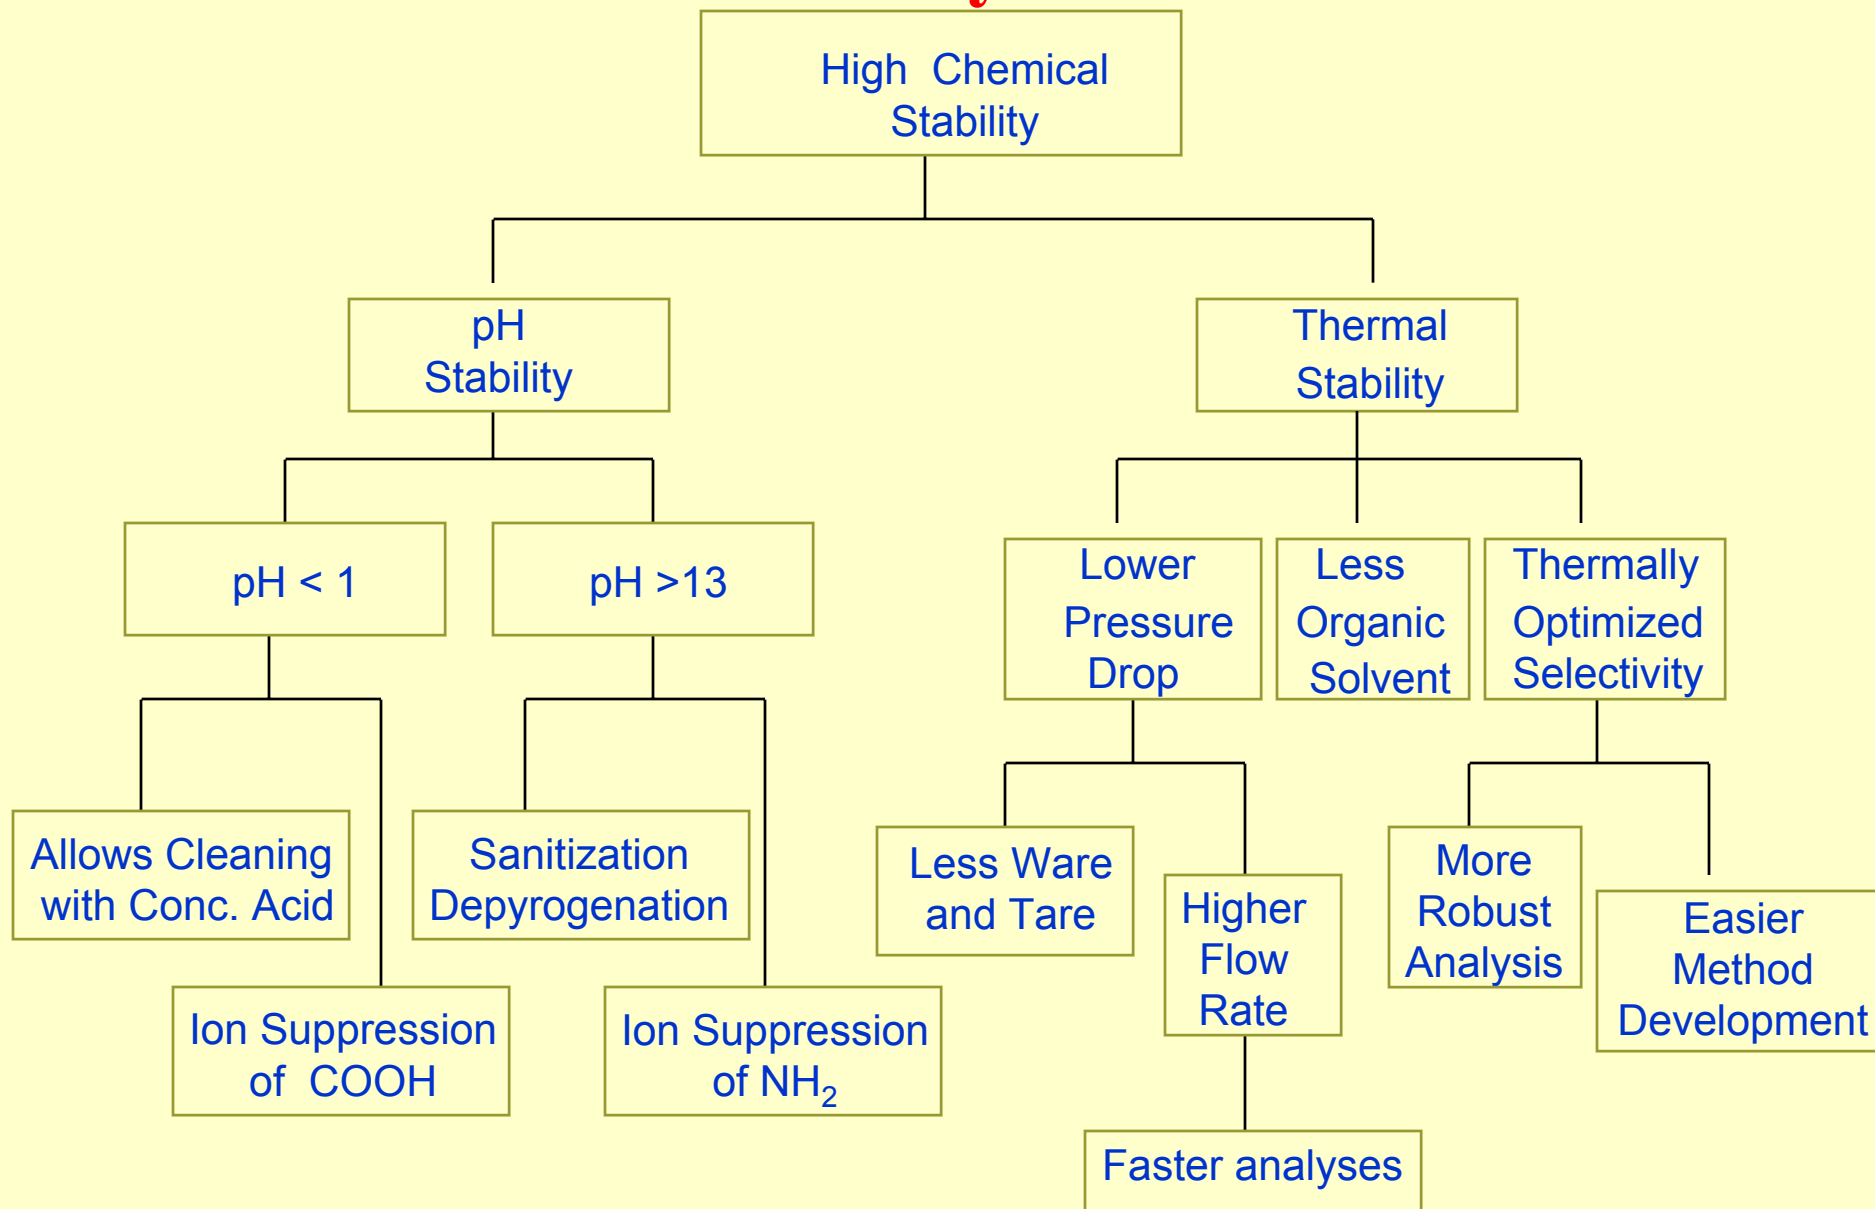 High Chemical
Stability
pH
Stability
Thermal
Stability
pH < 1
pH >13
Lower
Pressure
Drop
Less
Organic
Solvent
Thermally
Optimized
Selectivity
Allows Cleaning
with Conc. Acid
Sanitization
Depyrogenation
Less Ware
and Tare
Higher
Flow
Rate
More
Robust
Analysis
Easier
Method
Development
Ion Suppression
of COOH
Ion Suppression
of NH₂
Faster analyses